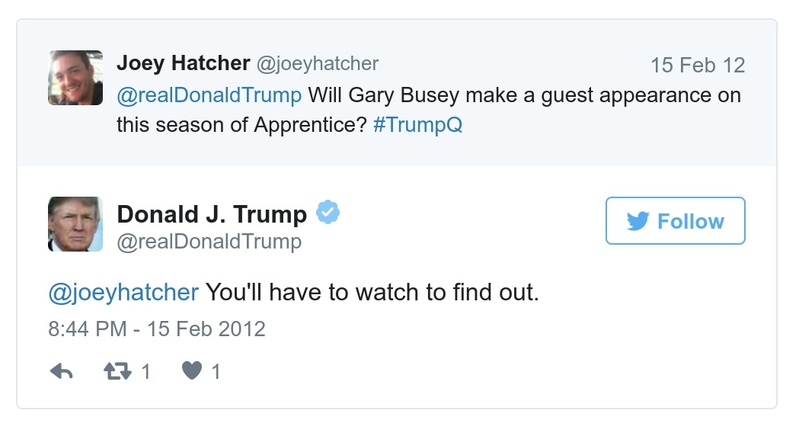 Joey Hatcher @joeyhatcher 15 Feb 12
@realDonaldTrump Will Gary Busey make a guest appearance on
this season of Apprentice? #TrumpQ
Donald J. Trump
@realDonaldTrump
Follow
@joeyhatcher You'll have to watch to find out.
8:44 PM - 15 Feb 2012
1 1